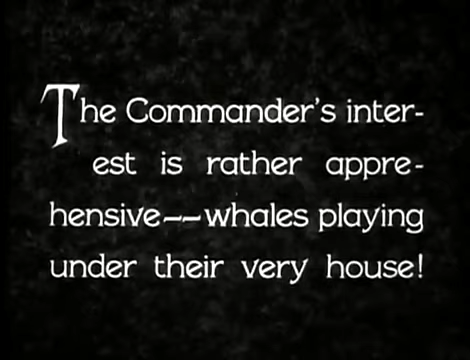 The Commander's inter-
est is rather appre-
hensive--whales playing
under their very house!